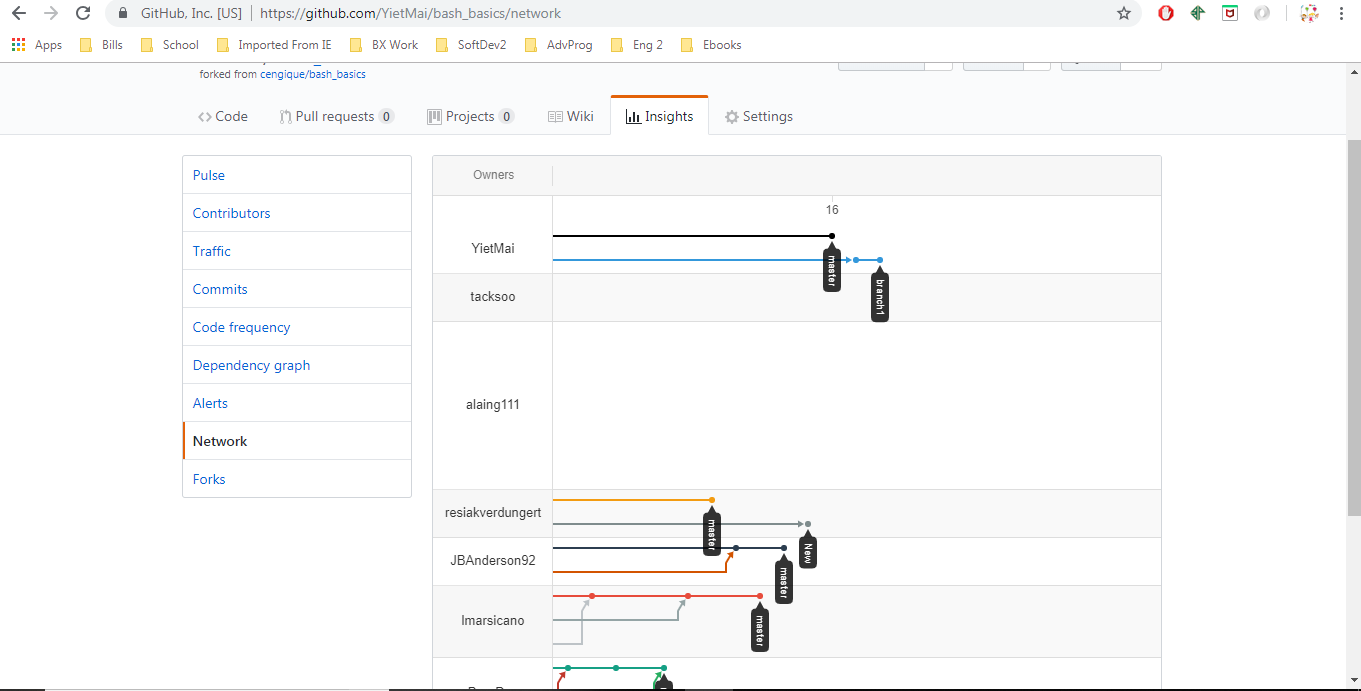 GitHub, Inc. [US] https://github.com/YietMai/bash_basics/network
Apps Bills School Imported From IE BX Work SoftDev2 AdvProg Eng 2 Ebooks
forked from cengique/bash_basics
Code Pull requests 0 Projects 0 Wiki Insights Settings
Pulse
Contributors
Traffic
Commits
Code frequency
Dependency graph
Alerts
Network
Forks
Owners
16
YietMai
master
branch1
tacksoo
alaing111
resiakverdungert
master
New
JBAnderson92
master
lmarsicano
master